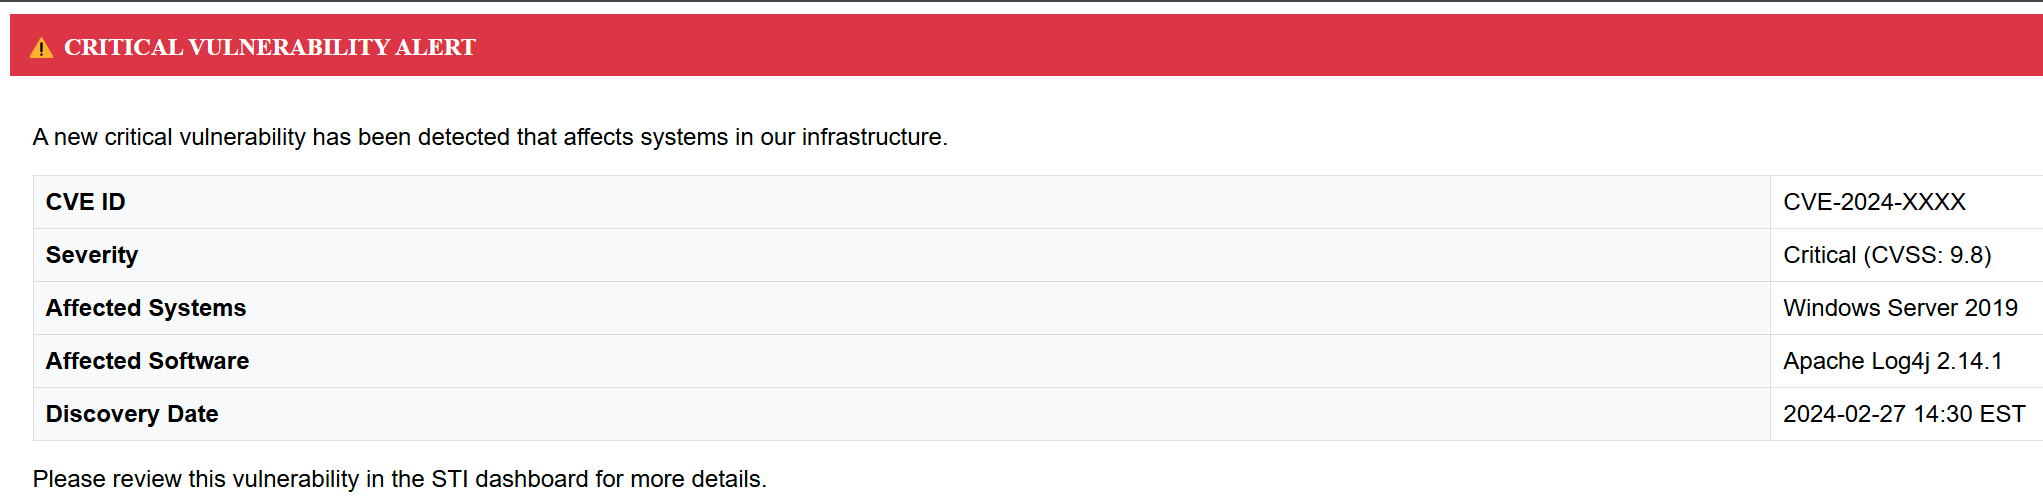 ⚠ CRITICAL VULNERABILITY ALERT
A new critical vulnerability has been detected that affects systems in our infrastructure.
CVE ID CVE-2024-XXXX
Severity Critical (CVSS: 9.8)
Affected Systems Windows Server 2019
Affected Software Apache Log4j 2.14.1
Discovery Date 2024-02-27 14:30 EST
Please review this vulnerability in the STI dashboard for more details.